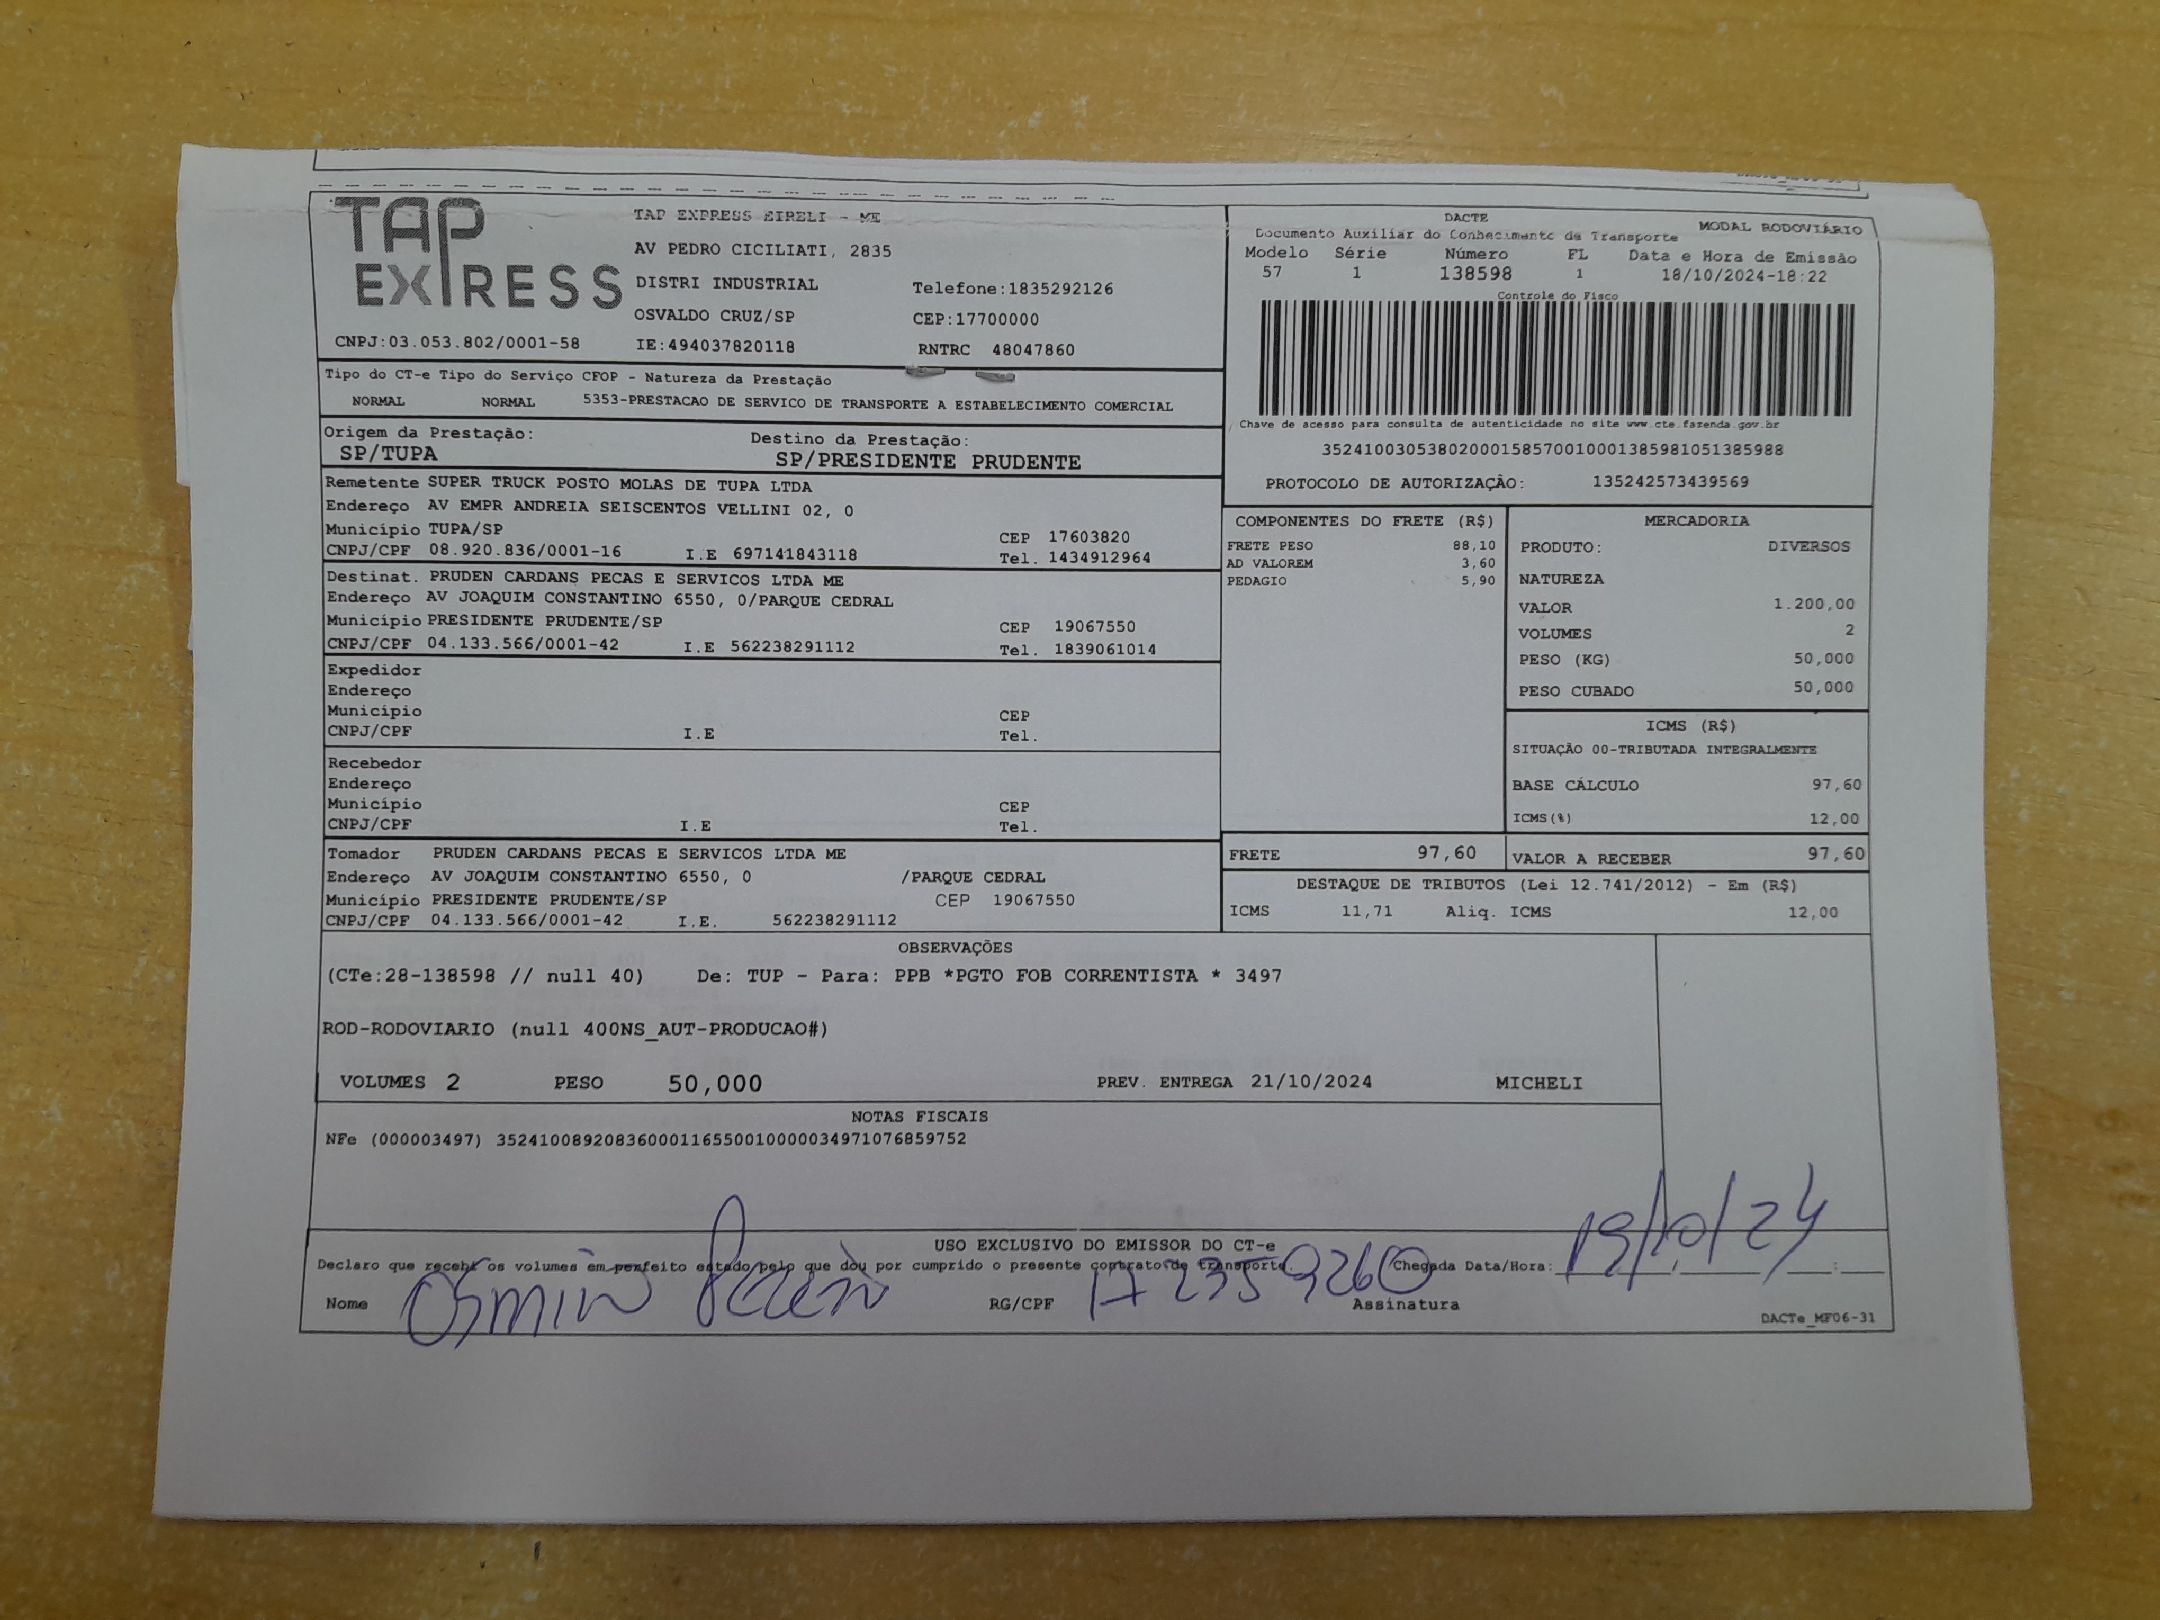 TAP EXPRESS
TAP EXPRESS EIRELI - ME
AV PEDRO CICILIATI, 2835
DISTRI INDUSTRIAL Telefone:1835292126
OSVALDO CRUZ/SP CEP:17700000
CNPJ:03.053.802/0001-58 IE:494037820118 RNTRC 48047860
DACTE MODAL RODOVIÁRIO
Documento Auxiliar do Conhecimento de Transporte
Modelo Série Número FL Data e Hora de Emissão
57 1 138598 1 18/10/2024-18:22
Controle do Fisco
Chave de acesso para consulta de autenticidade no site www.cte.fazenda.gov.br
35241003053802000158570010001385981051385988
PROTOCOLO DE AUTORIZAÇÃO: 135242573439569
Tipo do CT-e Tipo do Serviço CFOP - Natureza da Prestação
NORMAL NORMAL 5353-PRESTACAO DE SERVICO DE TRANSPORTE A ESTABELECIMENTO COMERCIAL
Origem da Prestação: Destino da Prestação:
SP/TUPA SP/PRESIDENTE PRUDENTE
Remetente SUPER TRUCK POSTO MOLAS DE TUPA LTDA
Endereço AV EMPR ANDREIA SEISCENTOS VELLINI 02, 0
Município TUPA/SP CEP 17603820
CNPJ/CPF 08.920.836/0001-16 I.E 697141843118 Tel. 1434912964
Destinat. PRUDEN CARDANS PECAS E SERVICOS LTDA ME
Endereço AV JOAQUIM CONSTANTINO 6550, 0/PARQUE CEDRAL
Município PRESIDENTE PRUDENTE/SP CEP 19067550
CNPJ/CPF 04.133.566/0001-42 I.E 562238291112 Tel. 1839061014
Expedidor
Endereço
Município CEP
CNPJ/CPF I.E Tel.
Recebedor
Endereço
Município CEP
CNPJ/CPF I.E Tel.
Tomador PRUDEN CARDANS PECAS E SERVICOS LTDA ME
Endereço AV JOAQUIM CONSTANTINO 6550, 0 /PARQUE CEDRAL
Município PRESIDENTE PRUDENTE/SP CEP 19067550
CNPJ/CPF 04.133.566/0001-42 I.E. 562238291112
COMPONENTES DO FRETE (R$)
FRETE PESO 88,10
AD VALOREM 3,60
PEDAGIO 5,90
MERCADORIA
PRODUTO: DIVERSOS
NATUREZA
VALOR 1.200,00
VOLUMES 2
PESO (KG) 50,000
PESO CUBADO 50,000
ICMS (R$)
SITUAÇÃO 00-TRIBUTADA INTEGRALMENTE
BASE CÁLCULO 97,60
ICMS(%) 12,00
FRETE 97,60 VALOR A RECEBER 97,60
DESTAQUE DE TRIBUTOS (Lei 12.741/2012) - Em (R$)
ICMS 11,71 Aliq. ICMS 12,00
OBSERVAÇÕES
(CTe:28-138598 // null 40) De: TUP - Para: PPB *PGTO FOB CORRENTISTA * 3497
ROD-RODOVIARIO (null 400NS_AUT-PRODUCAO#)
VOLUMES 2 PESO 50,000 PREV. ENTREGA 21/10/2024 MICHELI
NOTAS FISCAIS
NFe (000003497) 35241008920836000116550010000034971076859752
USO EXCLUSIVO DO EMISSOR DO CT-e
Declaro que recebi os volumes em perfeito estado pelo que dou por cumprido o presente contrato de transporte. Chegada Data/Hora: 19/10/24
Nome RG/CPF 17 2359260 Assinatura
DACTe_MF06-31